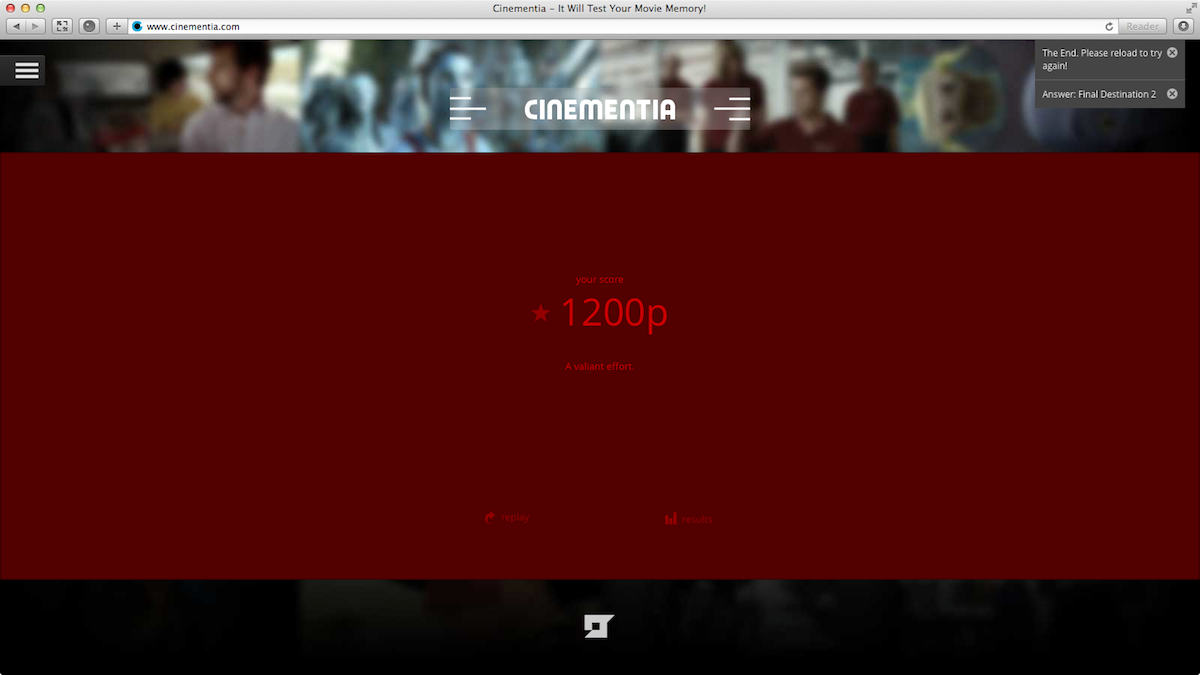 Cinementia – It Will Test Your Movie Memory!
www.cinementia.com
Reader
The End. Please reload to try
again!
Answer: Final Destination 2
CINEMENTIA
your score
1200p
A valiant effort.
replay
results